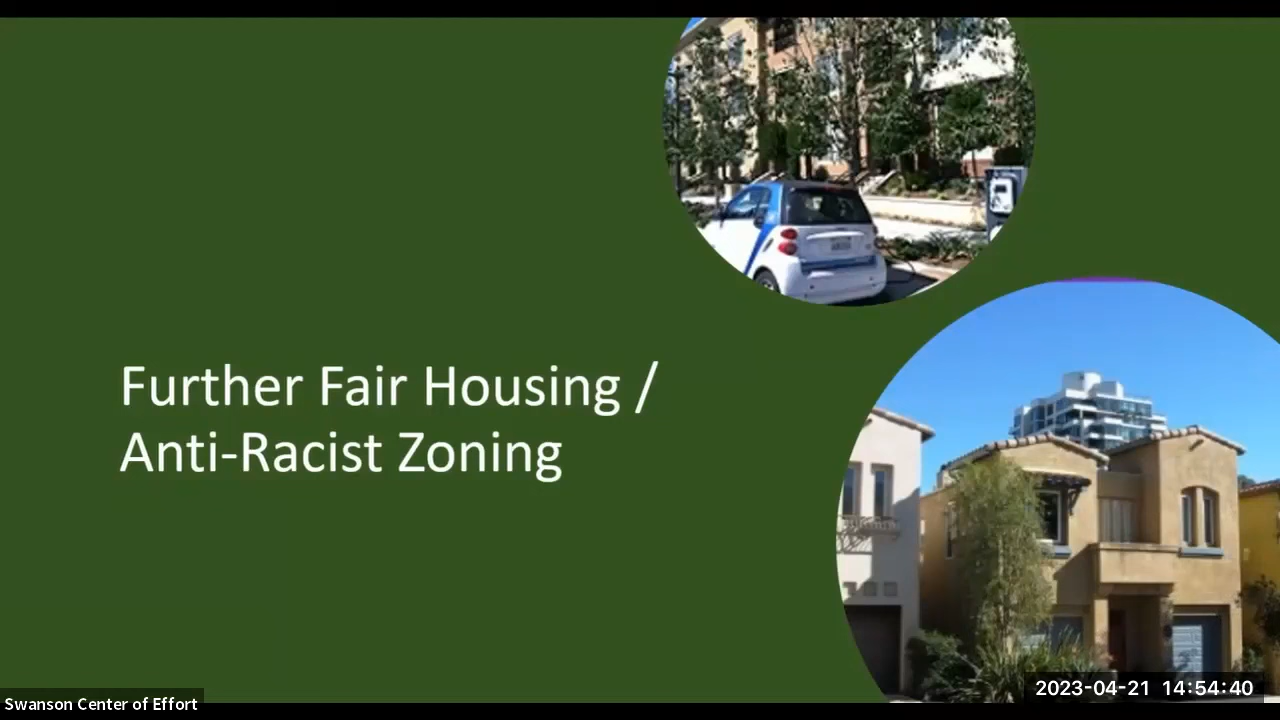 Further Fair Housing /
Anti-Racist Zoning
Swanson Center of Effort
2023-04-21 14:54:40